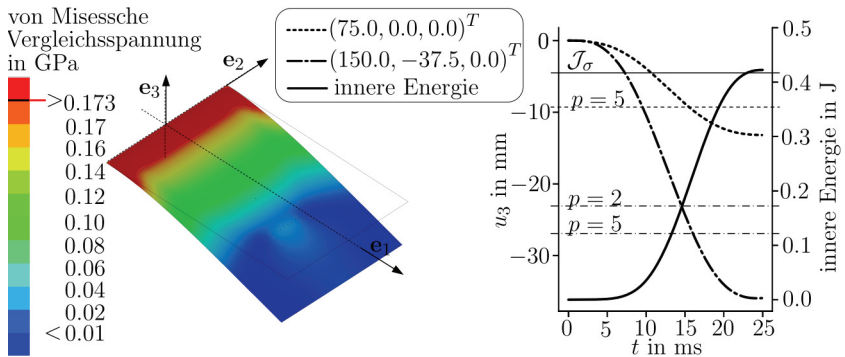 von Misessche
Vergleichsspannung
in GPa
>0.173
0.17
0.16
0.14
0.12
0.10
0.08
0.06
0.04
0.02
<0.01
e₃
e₂
e₁
(75.0, 0.0, 0.0)ᵀ
(150.0, −37.5, 0.0)ᵀ
innere Energie
u₃ in mm
0
−10
−20
−30
𝒥σ
p = 5
p = 2
p = 5
0.5
0.4
0.3
0.2
0.1
0.0
innere Energie in J
0 5 10 15 20 25
t in ms